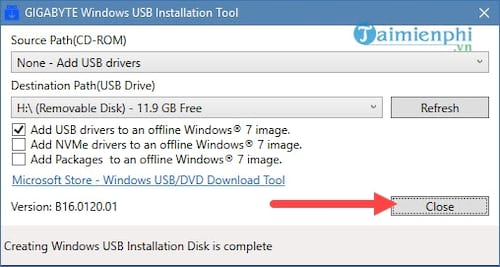 GIGABYTE Windows USB Installation Tool
Source Path(CD-ROM)
Taimienphi
.vn
None - Add USB drivers
Destination Path(USB Drive)
H:\ (Removable Disk) - 11.9 GB Free
Refresh
Add USB drivers to an offline Windows® 7 image.
Add NVMe drivers to an offline Windows® 7 image.
Add Packages to an offline Windows® 7 image.
Microsoft Store - Windows USB/DVD Download Tool
Version: B16.0120.01
Close
Creating Windows USB Installation Disk is complete